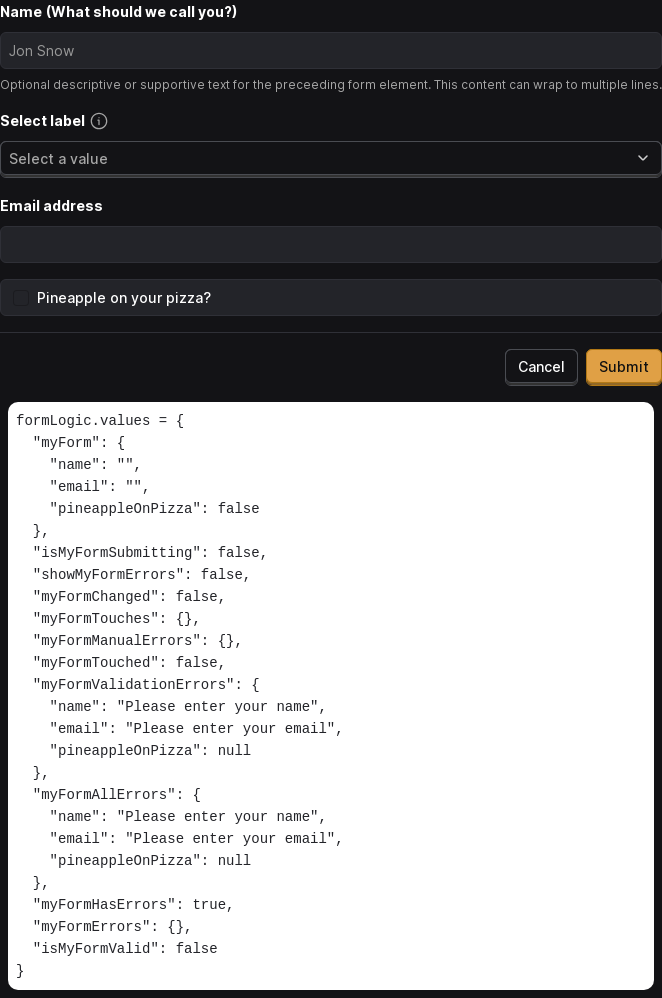 Name (What should we call you?)
Jon Snow
Optional descriptive or supportive text for the preceeding form element. This content can wrap to multiple lines.
Select label
Select a value
Email address
Pineapple on your pizza?
Cancel Submit
formLogic.values = {
  "myForm": {
    "name": "",
    "email": "",
    "pineappleOnPizza": false
  },
  "isMyFormSubmitting": false,
  "showMyFormErrors": false,
  "myFormChanged": false,
  "myFormTouches": {},
  "myFormManualErrors": {},
  "myFormTouched": false,
  "myFormValidationErrors": {
    "name": "Please enter your name",
    "email": "Please enter your email",
    "pineappleOnPizza": null
  },
  "myFormAllErrors": {
    "name": "Please enter your name",
    "email": "Please enter your email",
    "pineappleOnPizza": null
  },
  "myFormHasErrors": true,
  "myFormErrors": {},
  "isMyFormValid": false
}